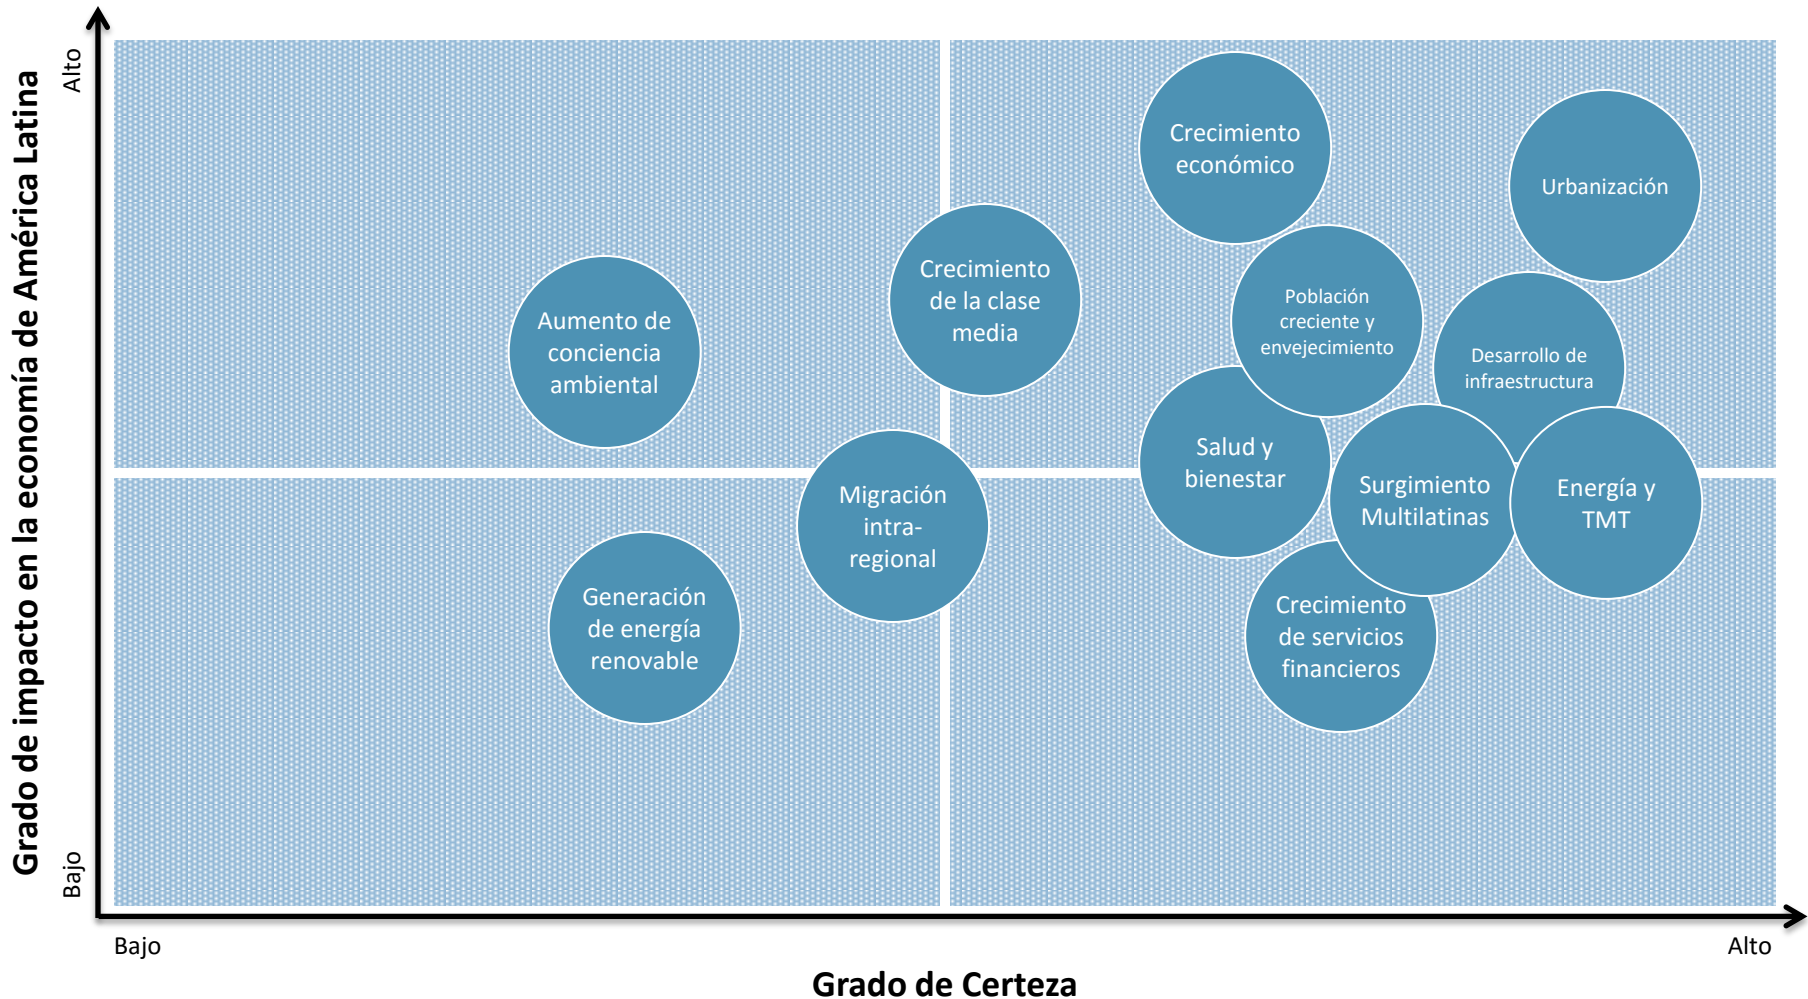 Grado de impacto en la economía de América Latina
Alto
Bajo
Crecimiento
económico
Urbanización
Crecimiento
de la clase
media
Población
creciente y
envejecimiento
Aumento de
conciencia
ambiental
Desarrollo de
infraestructura
Salud y
bienestar
Surgimiento
Multilatinas
Energía y
TMT
Migración
intra-
regional
Generación
de energía
renovable
Crecimiento
de servicios
financieros
Bajo
Alto
Grado de Certeza